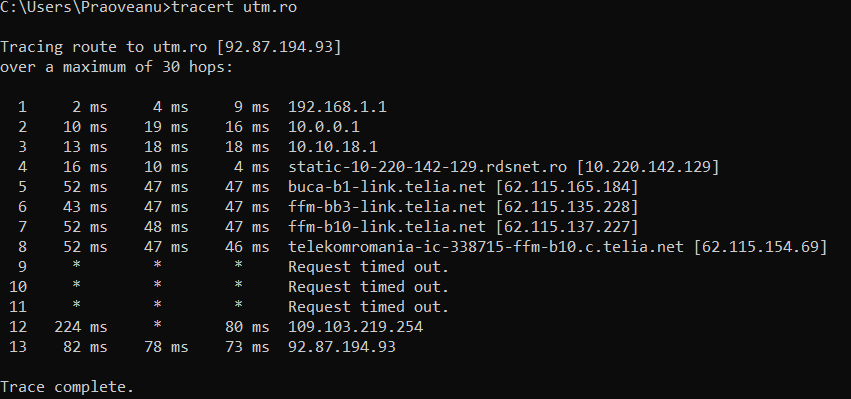 C:\Users\Praoveanu>tracert utm.ro
Tracing route to utm.ro [92.87.194.93]
over a maximum of 30 hops:
1 2 ms 4 ms 9 ms 192.168.1.1
2 10 ms 19 ms 16 ms 10.0.0.1
3 13 ms 18 ms 18 ms 10.10.18.1
4 16 ms 10 ms 4 ms static-10-220-142-129.rdsnet.ro [10.220.142.129]
5 52 ms 47 ms 47 ms buca-b1-link.telia.net [62.115.165.184]
6 43 ms 47 ms 47 ms ffm-bb3-link.telia.net [62.115.135.228]
7 52 ms 48 ms 47 ms ffm-b10-link.telia.net [62.115.137.227]
8 52 ms 47 ms 46 ms telekomromania-ic-338715-ffm-b10.c.telia.net [62.115.154.69]
9 * * * Request timed out.
10 * * * Request timed out.
11 * * * Request timed out.
12 224 ms * 80 ms 109.103.219.254
13 82 ms 78 ms 73 ms 92.87.194.93
Trace complete.